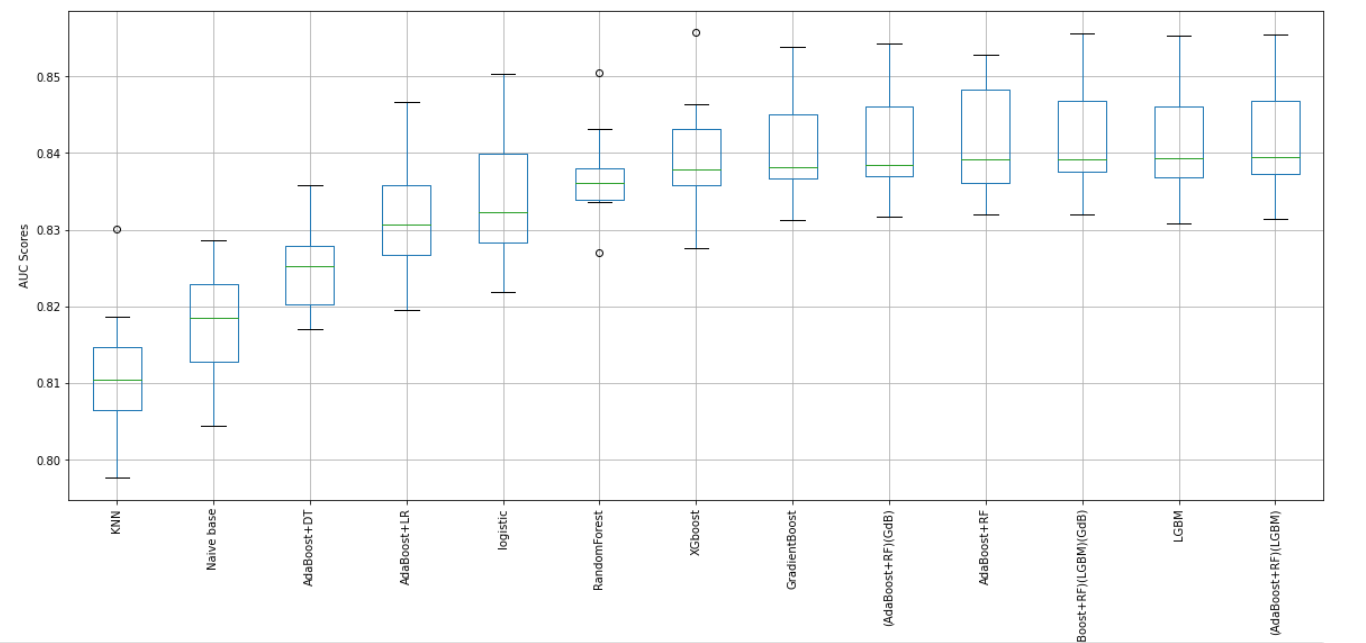 0.85
0.84
0.83
0.82
0.81
0.80
AUC Scores
KNN
Naive base
AdaBoost+DT
AdaBoost+LR
logistic
RandomForest
XGboost
GradientBoost
(AdaBoost+RF)(GdB)
AdaBoost+RF
Boost+RF)(LGBM)(GdB)
LGBM
(AdaBoost+RF)(LGBM)